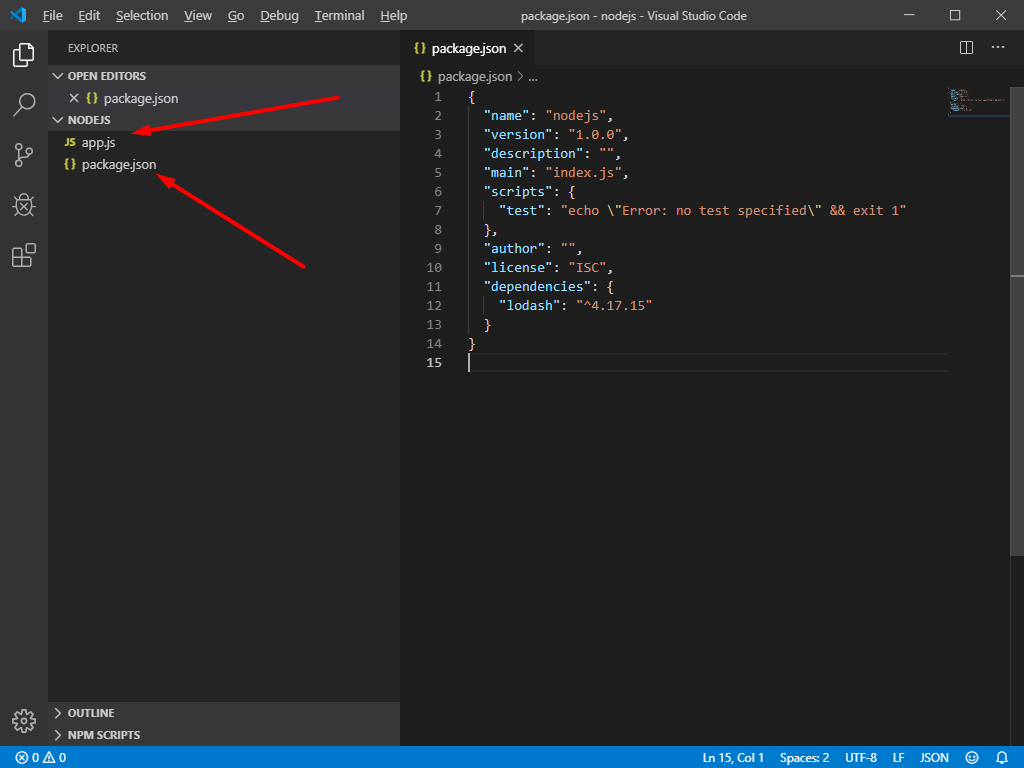 File Edit Selection View Go Debug Terminal Help
package.json - nodejs - Visual Studio Code
EXPLORER
OPEN EDITORS
{} package.json
NODEJS
JS app.js
{} package.json
OUTLINE
NPM SCRIPTS
{} package.json
{} package.json > ...
1 {
2 "name": "nodejs",
3 "version": "1.0.0",
4 "description": "",
5 "main": "index.js",
6 "scripts": {
7 "test": "echo \"Error: no test specified\" && exit 1"
8 },
9 "author": "",
10 "license": "ISC",
11 "dependencies": {
12 "lodash": "^4.17.15"
13 }
14 }
15
0 0
Ln 15, Col 1 Spaces: 2 UTF-8 LF JSON